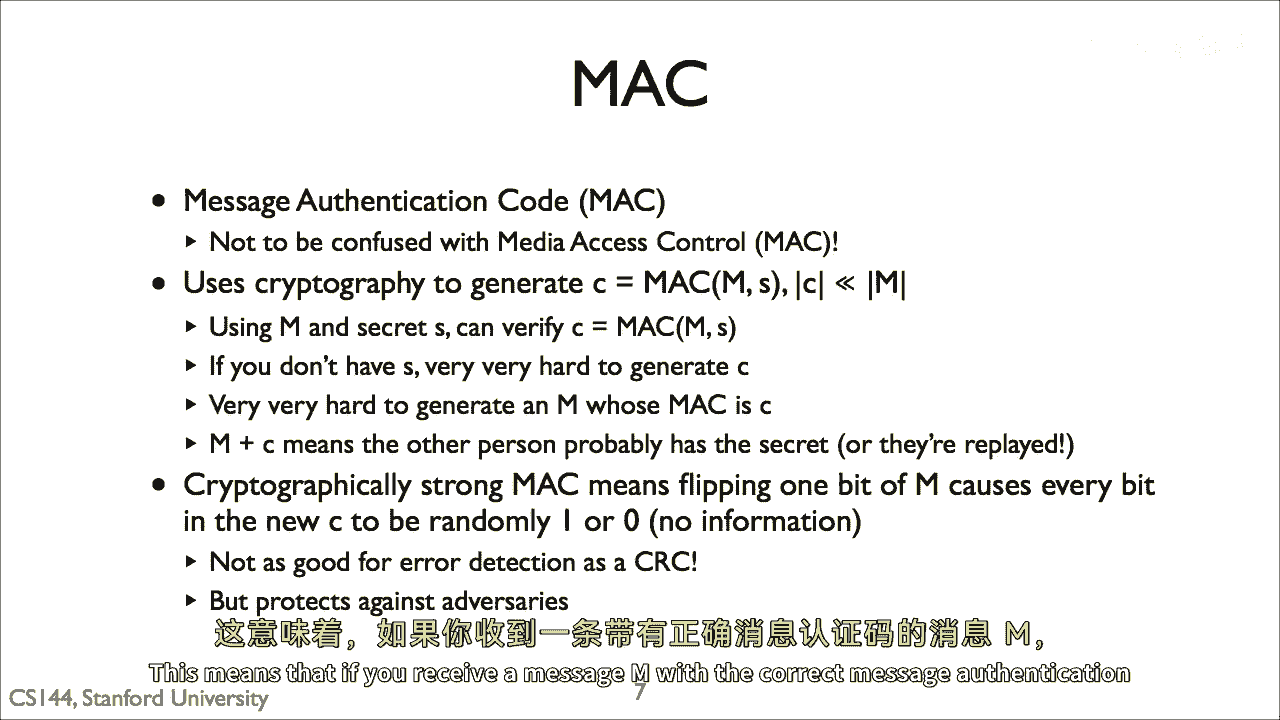 MAC
• Message Authentication Code (MAC)
▸ Not to be confused with Media Access Control (MAC)!
• Uses cryptography to generate c = MAC(M, s), |c| ≪ |M|
▸ Using M and secret s, can verify c = MAC(M, s)
▸ If you don't have s, very very hard to generate c
▸ Very very hard to generate an M whose MAC is c
▸ M + c means the other person probably has the secret (or they're replayed!)
• Cryptographically strong MAC means flipping one bit of M causes every bit
in the new c to be randomly 1 or 0 (no information)
▸ Not as good for error detection as a CRC!
▸ But protects against adversaries
这意味着，如果你收到一条带有正确消息认证码的消息 M，
This means that if you receive a message M with the correct message authentication
CS144, Stanford University
7